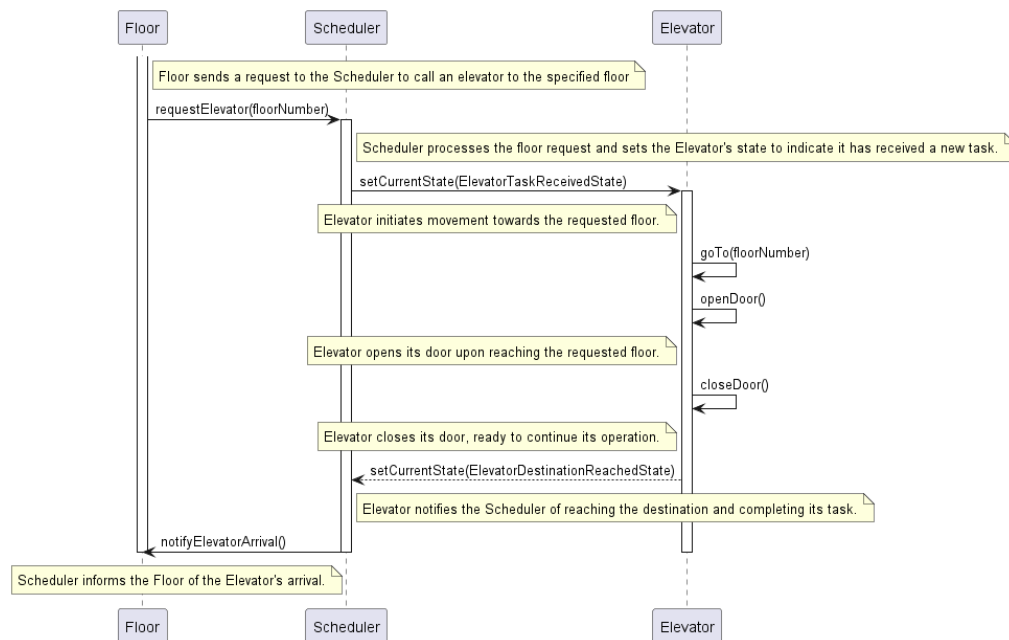 Floor Scheduler Elevator
Floor sends a request to the Scheduler to call an elevator to the specified floor
requestElevator(floorNumber)
Scheduler processes the floor request and sets the Elevator's state to indicate it has received a new task.
setCurrentState(ElevatorTaskReceivedState)
Elevator initiates movement towards the requested floor.
goTo(floorNumber)
openDoor()
Elevator opens its door upon reaching the requested floor.
closeDoor()
Elevator closes its door, ready to continue its operation.
setCurrentState(ElevatorDestinationReachedState)
Elevator notifies the Scheduler of reaching the destination and completing its task.
notifyElevatorArrival()
Scheduler informs the Floor of the Elevator's arrival.
Floor Scheduler Elevator